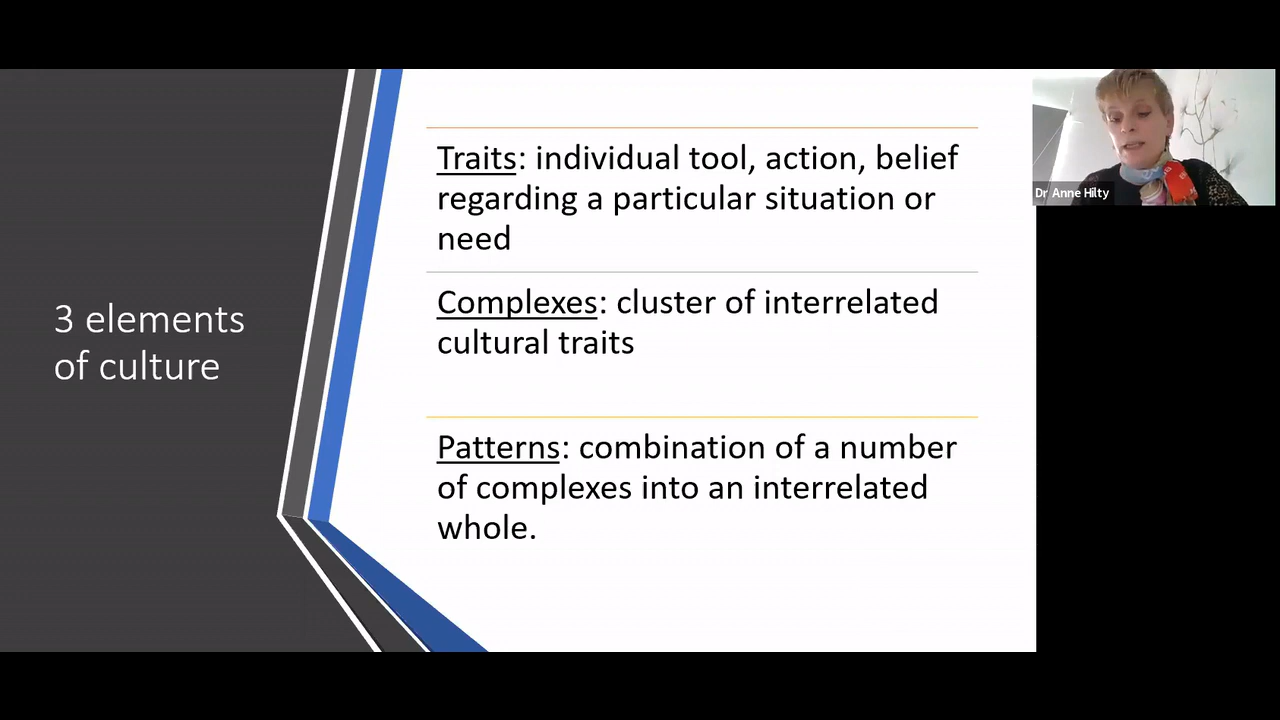 3 elements
of culture
Traits: individual tool, action, belief
regarding a particular situation or
need
Complexes: cluster of interrelated
cultural traits
Patterns: combination of a number
of complexes into an interrelated
whole.
Dr Anne Hilty